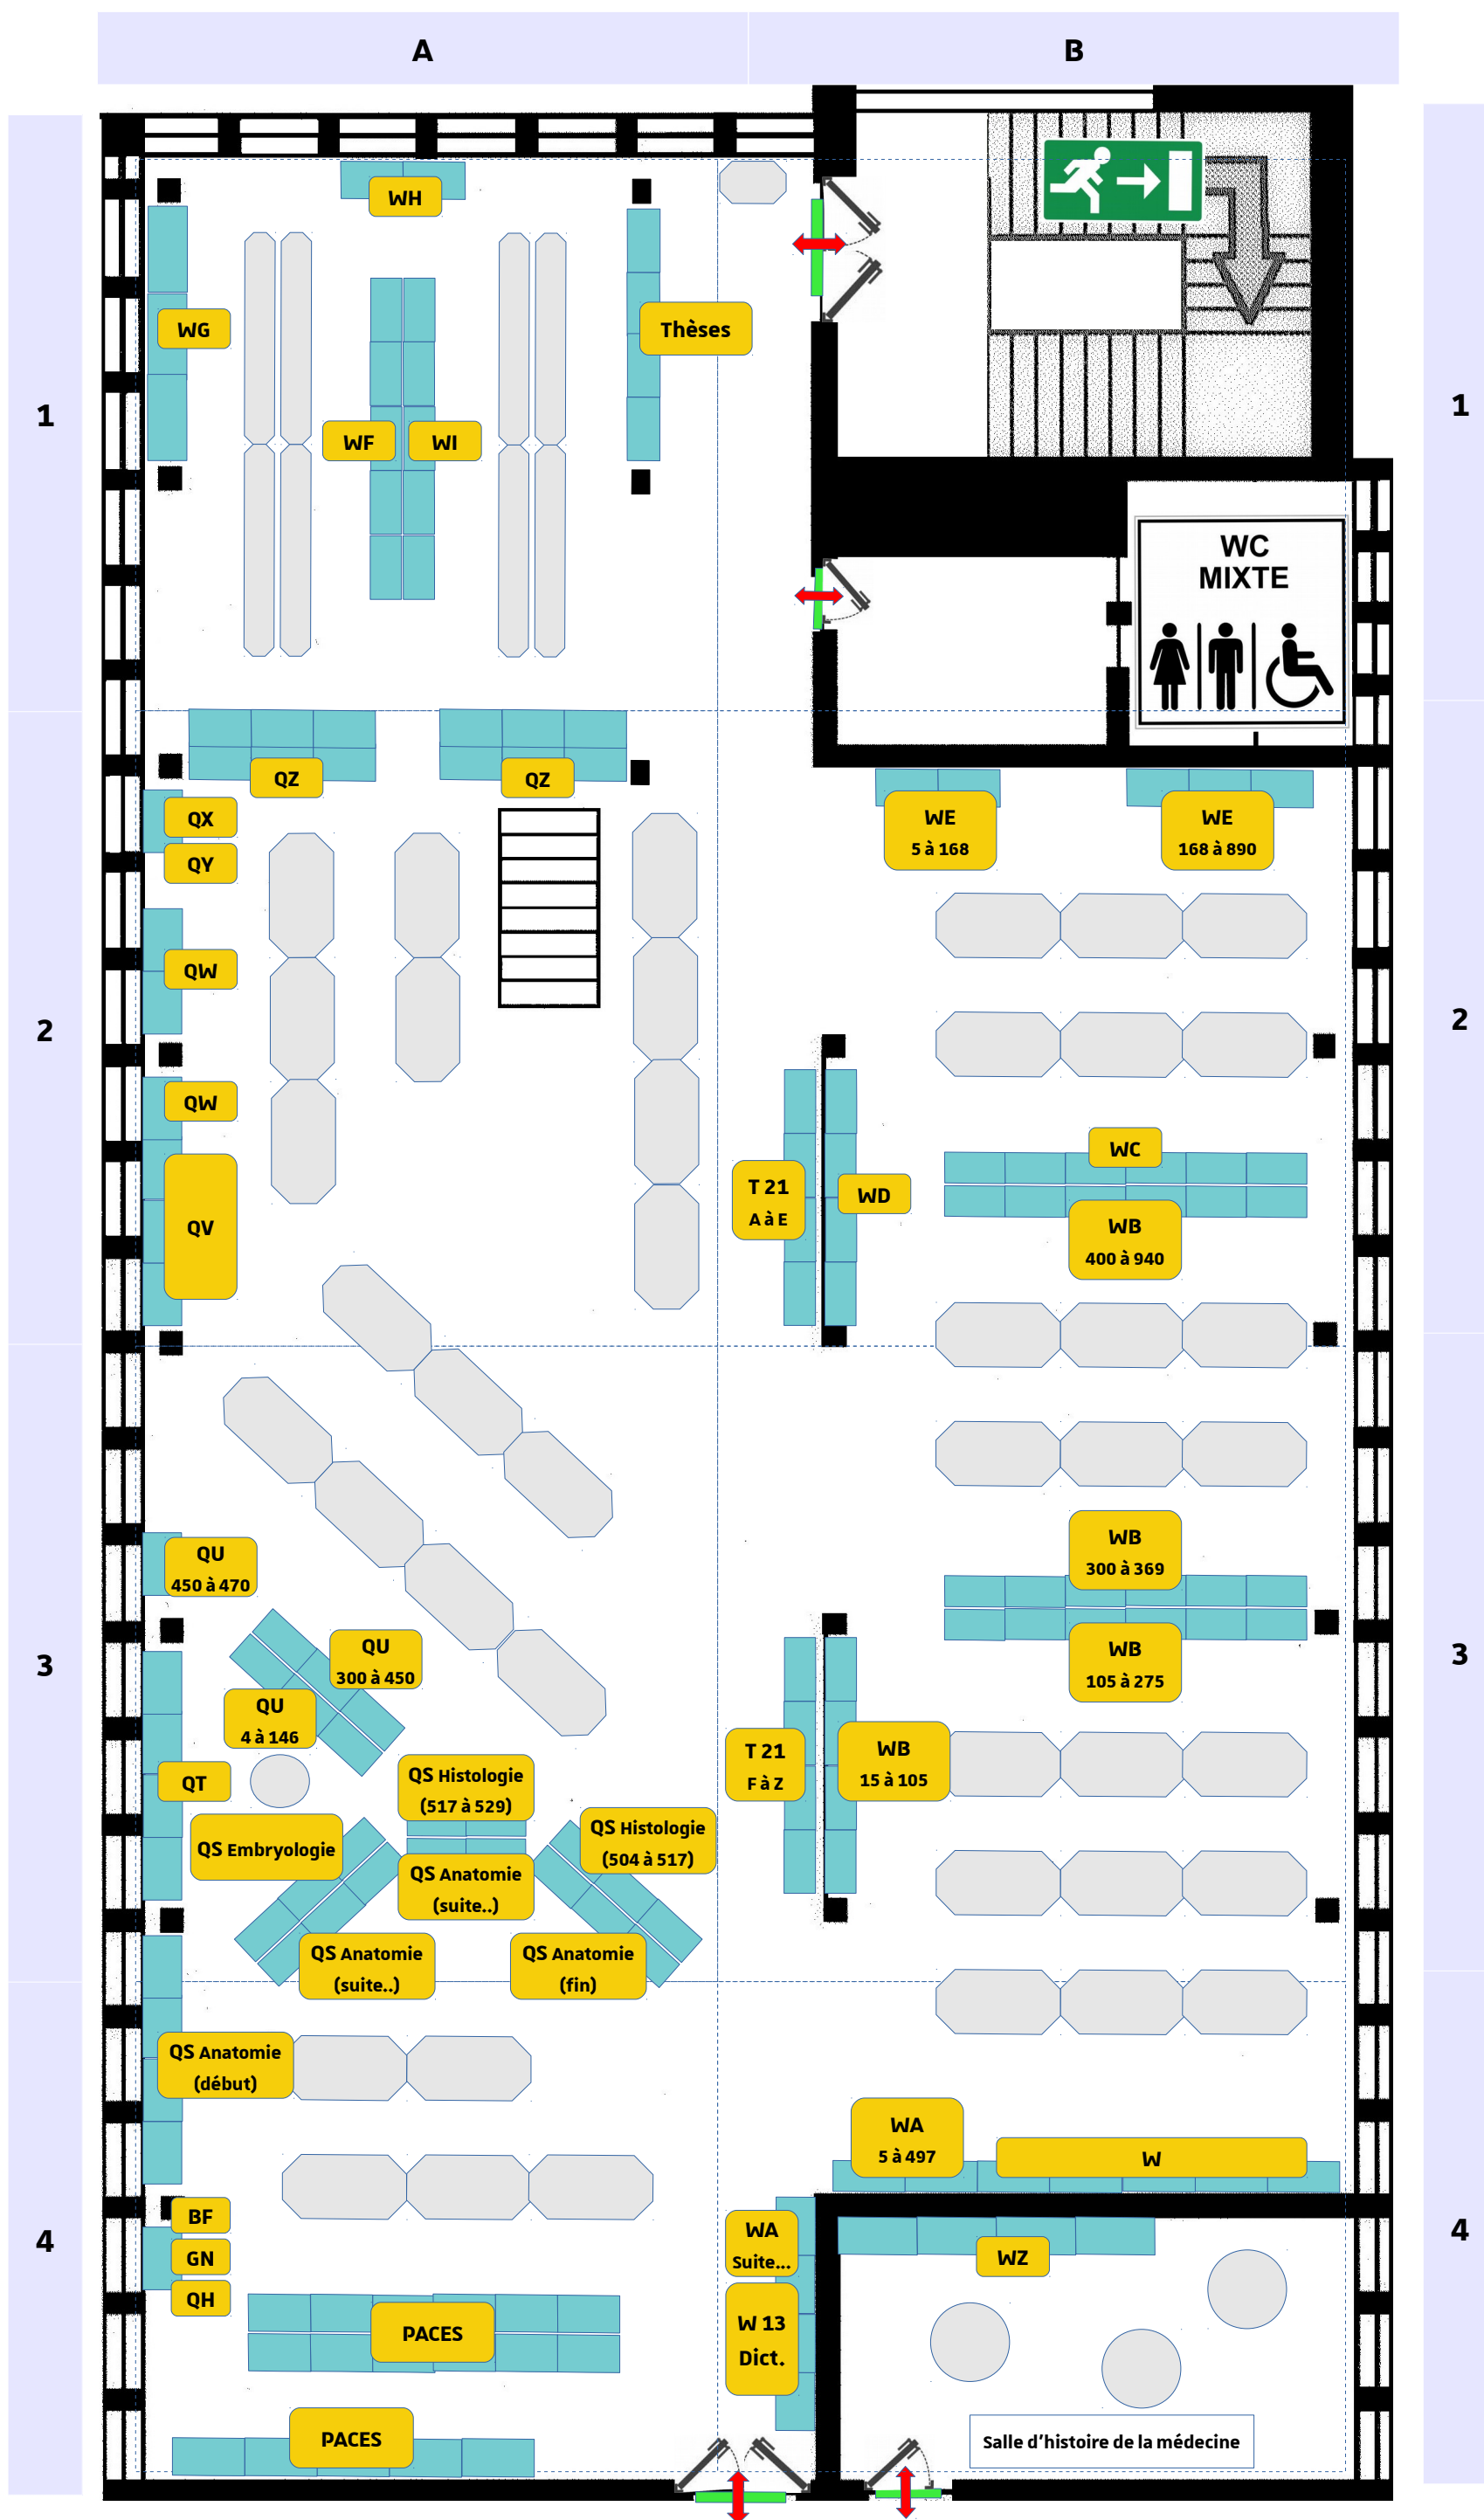 A
B
1
1
WH
WG
Thèses
WF
WI
WC
MIXTE
QZ
QZ
QX
QY
WE
5 à 168
WE
168 à 890
QW
2
2
QW
WC
T 21
A à E
WD
QV
WB
400 à 940
QU
450 à 470
WB
300 à 369
3
3
QU
300 à 450
WB
105 à 275
QU
4 à 146
QT
T 21
F à Z
WB
15 à 105
QS Histologie
(517 à 529)
QS Histologie
(504 à 517)
QS Embryologie
QS Anatomie
(suite..)
QS Anatomie
(suite..)
QS Anatomie
(fin)
QS Anatomie
(début)
WA
5 à 497
W
BF
GN
QH
4
4
WA
Suite...
WZ
W 13
Dict.
PACES
PACES
Salle d’histoire de la médecine